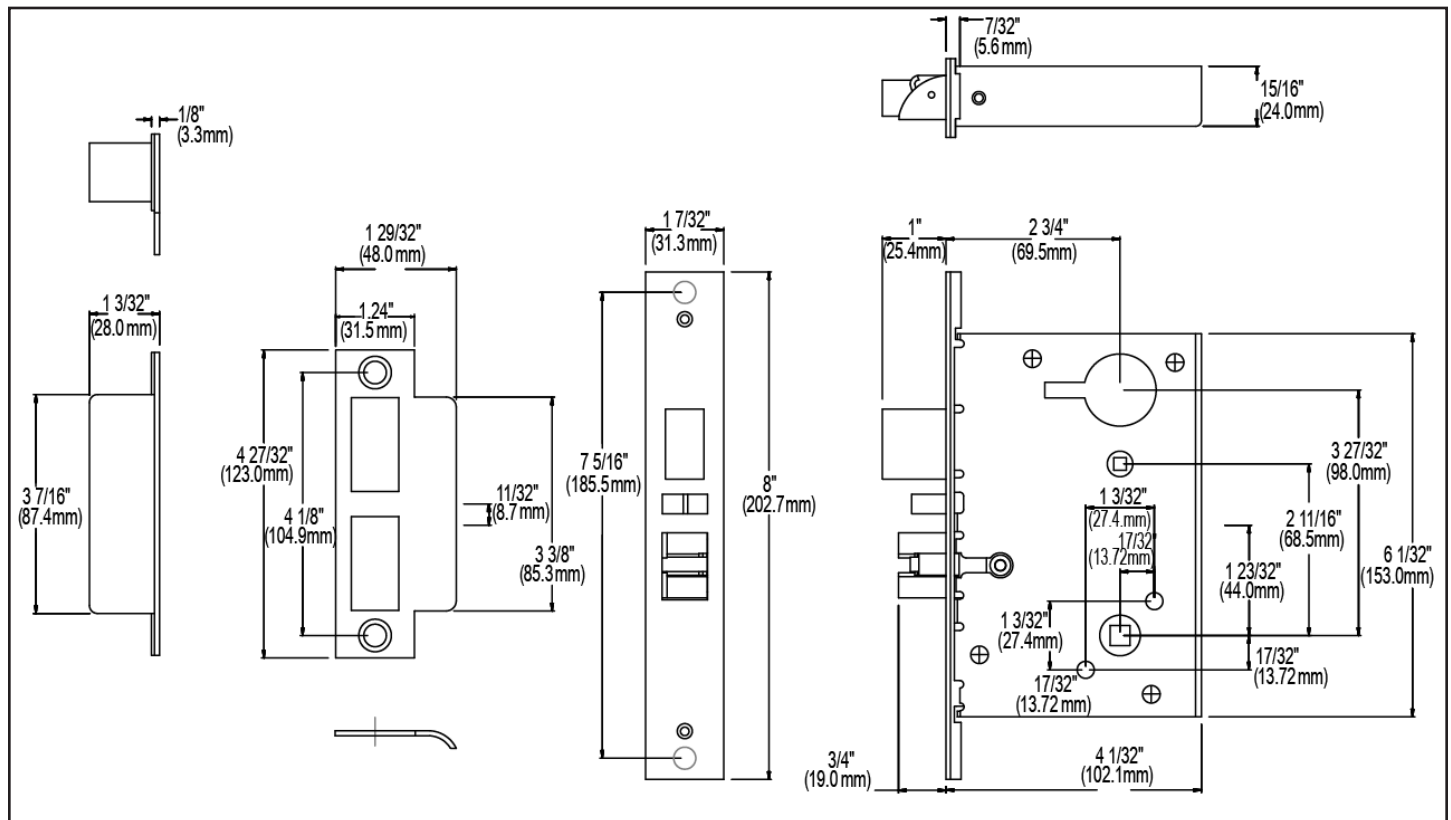 7/32"
(5.6mm)
15/16"
(24.0mm)
1/8"
(3.3mm)
1 29/32"
(48.0mm)
1 7/32"
(31.3mm)
1"
(25.4mm)
2 3/4"
(69.5mm)
1 3/32"
(28.0mm)
1.24"
(31.5mm)
3 7/16"
(87.4mm)
4 27/32"
(123.0mm)
4 1/8"
(104.9mm)
11/32"
(8.7mm)
3 3/8"
(85.3mm)
7 5/16"
(185.5mm)
8"
(202.7mm)
3 27/32"
(98.0mm)
1 3/32"
(27.4mm)
17/32
(13.72mm)
2 11/16"
(68.5mm)
1 23/32"
(44.0mm)
6 1/32"
(153.0mm)
1 3/32"
(27.4mm)
17/32"
(13.72mm)
17/32"
(13.72mm)
3/4"
(19.0mm)
4 1/32"
(102.1mm)